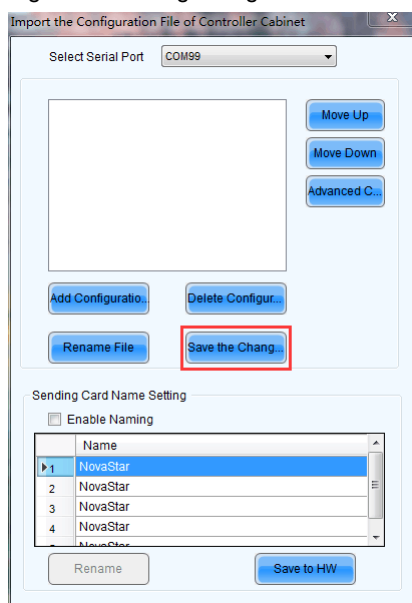 Import the Configuration File of Controller Cabinet
X
Select Serial Port COM99
Move Up
Move Down
Advanced C...
Add Configuratio...
Delete Configur...
Rename File
Save the Chang...
Sending Card Name Setting
Enable Naming
Name
1 NovaStar
2 NovaStar
3 NovaStar
4 NovaStar
Rename
Save to HW